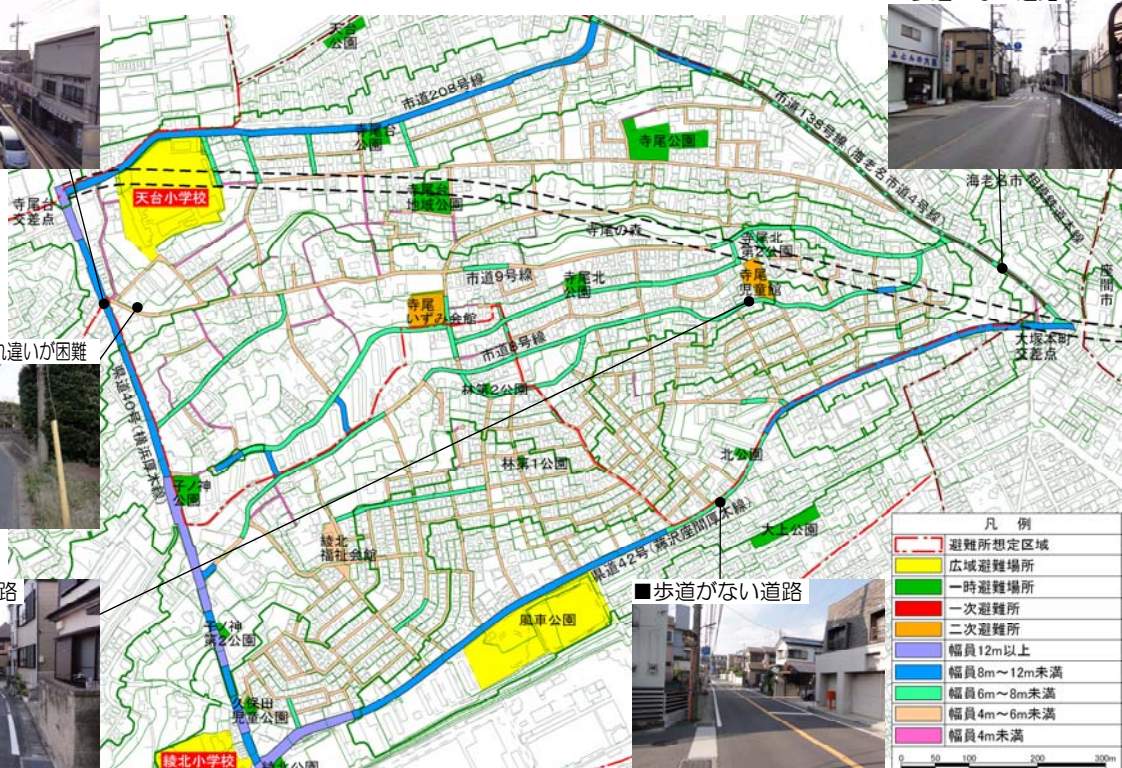 天台
公園
市道208号線
寺尾台
公園
寺尾公園
市道138号線(海老名市道4号線)
海老名市
相模鉄道本線
座間市
天台小学校
寺尾台
交差点
寺尾台
地域公園
寺尾の森
寺尾北
第2公園
寺尾
児童館
市道9号線
寺尾北
公園
寺尾
いずみ会館
市道8号線
大塚本町
交差点
れ違いが困難
県道40号(横浜厚木線)
林第2公園
林第1公園
北公園
子ノ神
公園
綾北
福祉会館
大上公園
県道42号(藤沢座間厚木線)
路
■歩道がない道路
風車公園
子ノ神
第2公園
久保田
児童公園
綾北小学校
綾北公園
凡 例
避難所想定区域
広域避難場所
一時避難場所
一次避難所
二次避難所
幅員12m以上
幅員8m~12m未満
幅員6m~8m未満
幅員4m~6m未満
幅員4m未満
0 50 100 200 300m